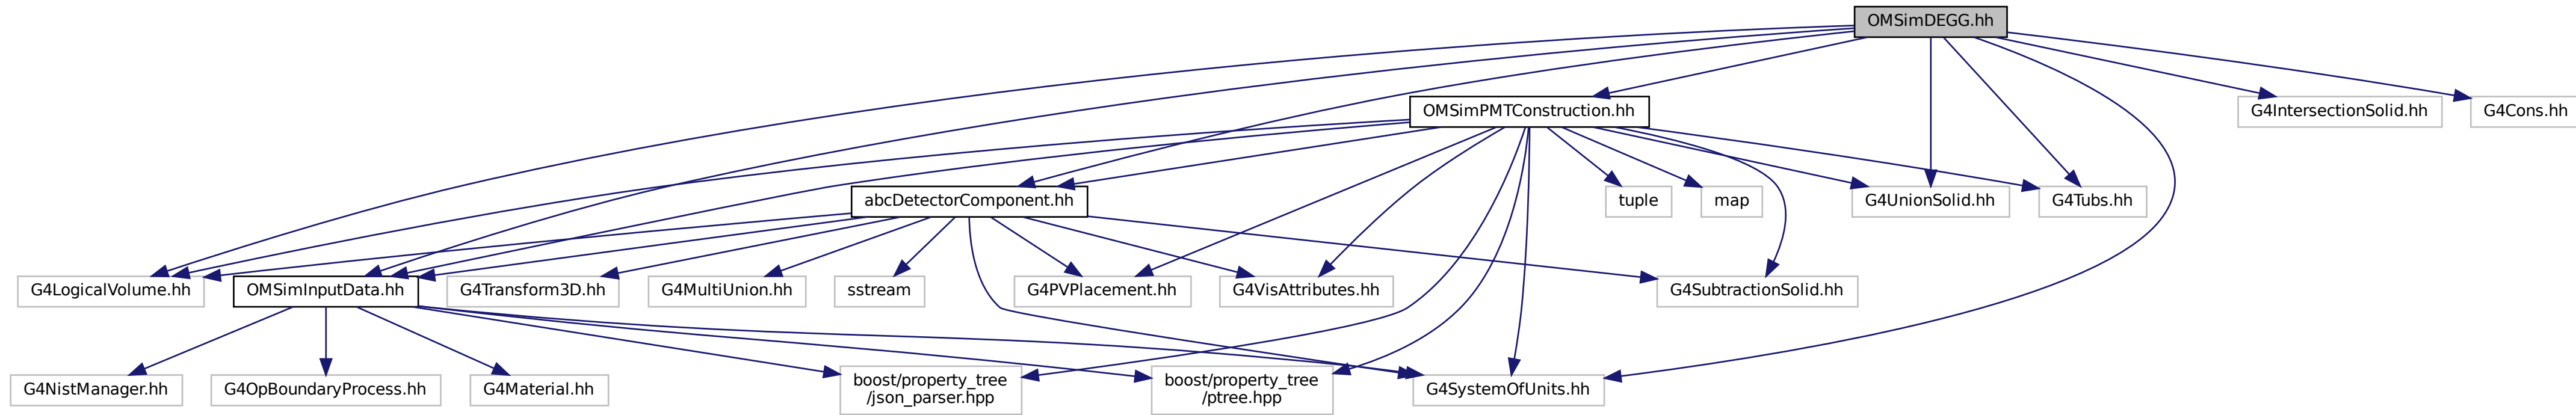 OMSimDEGG.hh
OMSimPMTConstruction.hh
G4IntersectionSolid.hh
G4Cons.hh
abcDetectorComponent.hh
tuple
map
G4UnionSolid.hh
G4Tubs.hh
G4LogicalVolume.hh
OMSimInputData.hh
G4Transform3D.hh
G4MultiUnion.hh
sstream
G4PVPlacement.hh
G4VisAttributes.hh
G4SubtractionSolid.hh
G4NistManager.hh
G4OpBoundaryProcess.hh
G4Material.hh
boost/property_tree
/json_parser.hpp
boost/property_tree
/ptree.hpp
G4SystemOfUnits.hh